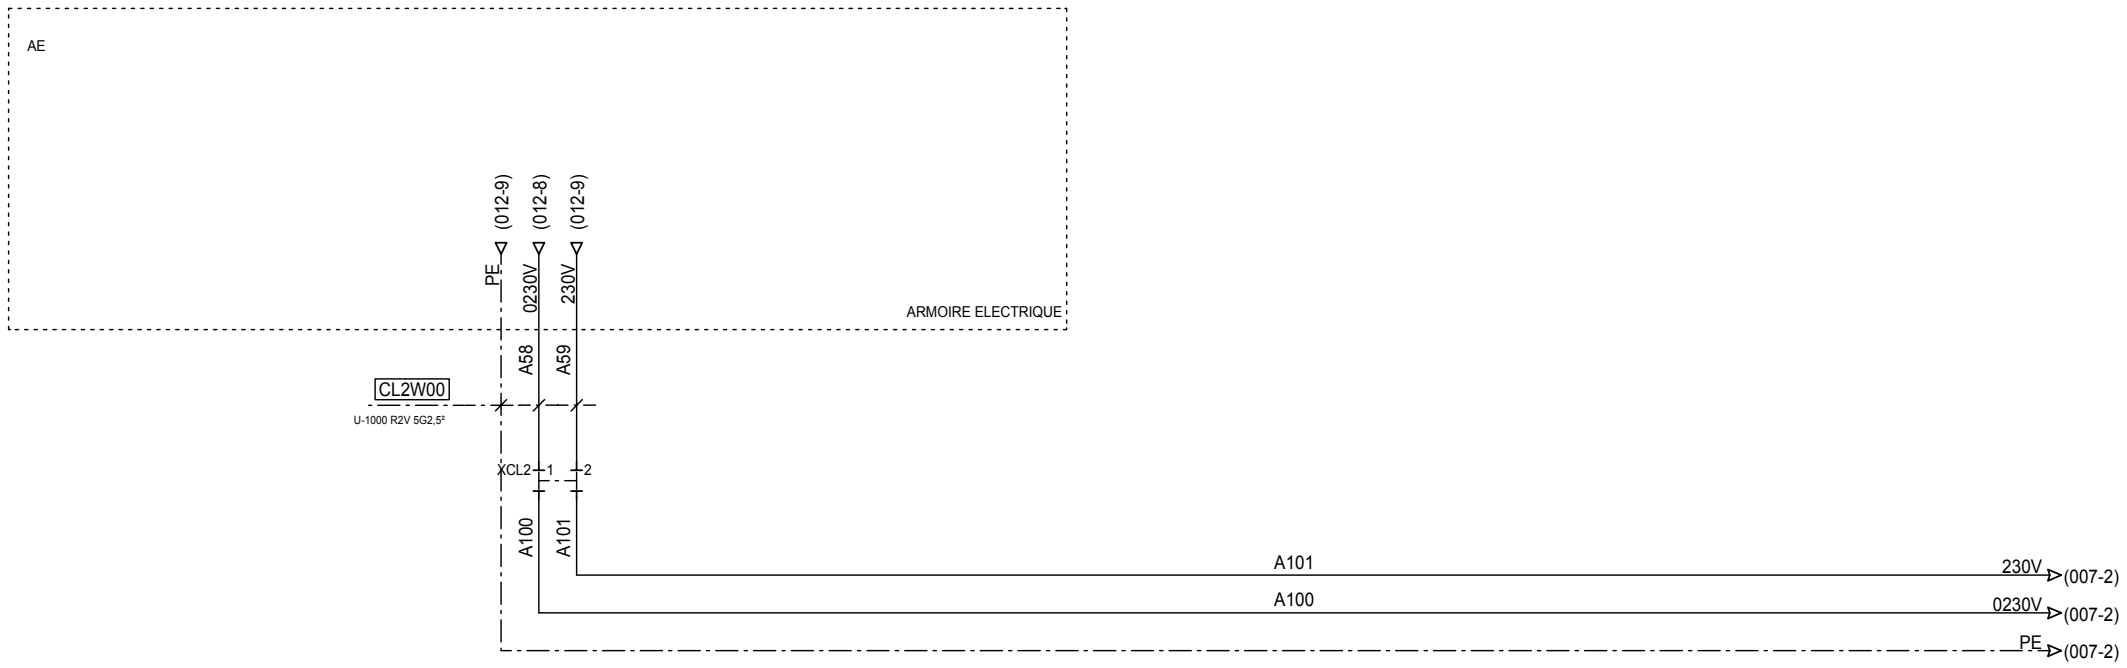 AE
(012-9)
(012-8)
(012-9)
PE
0230V
230V
ARMOIRE ELECTRIQUE
A58
A59
CL2W00
U-1000 R2V 5G2,5²
XCL2
1
2
A100
A101
A101
230V
(007-2)
A100
0230V
(007-2)
PE
(007-2)